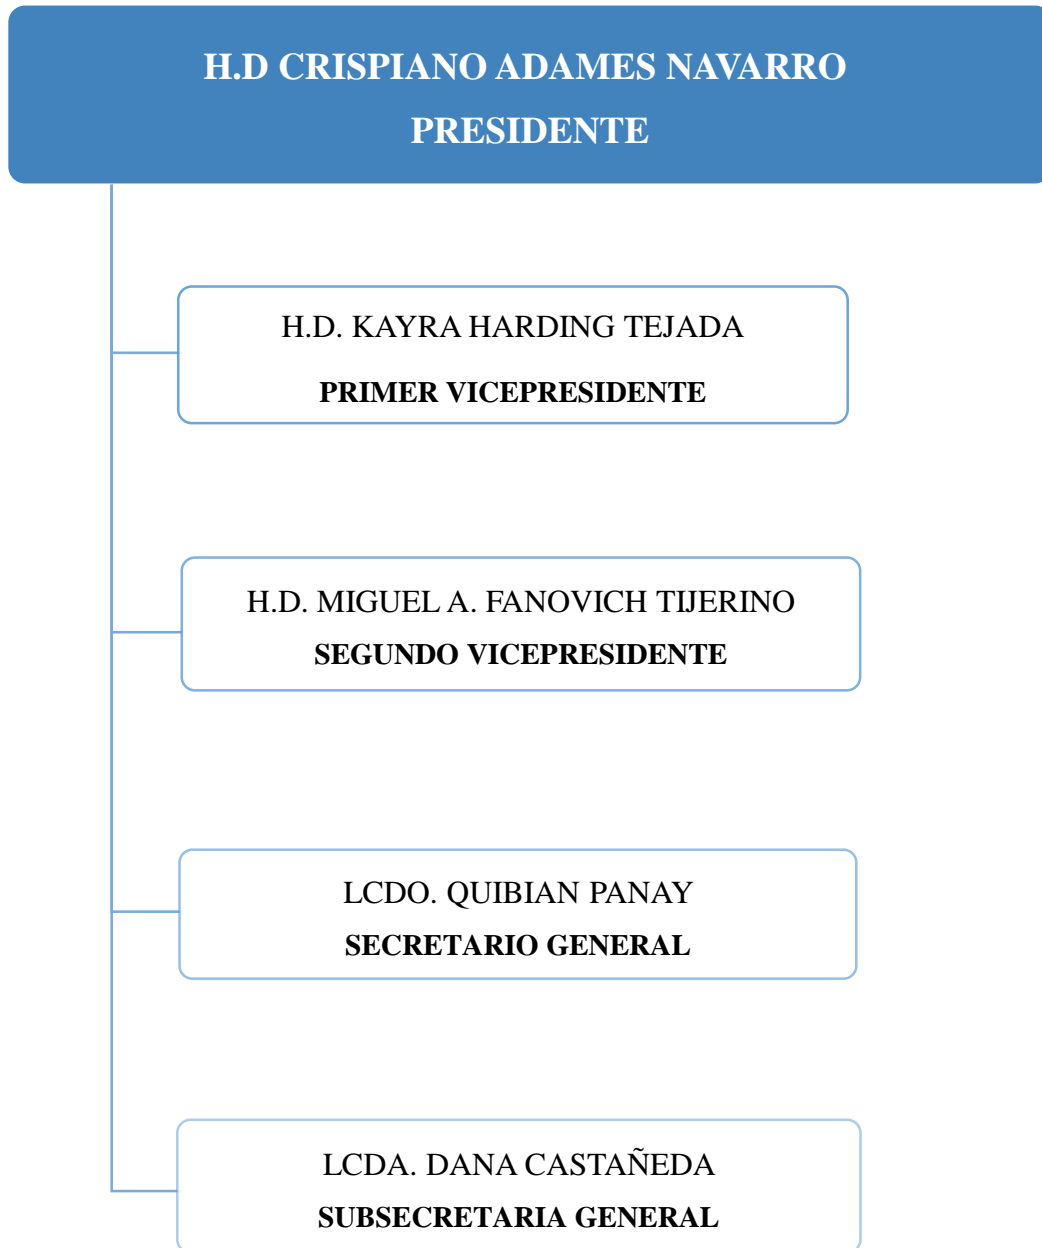 H.D CRISPIANO ADAMES NAVARRO
PRESIDENTE
H.D. KAYRA HARDING TEJADA
PRIMER VICEPRESIDENTE
H.D. MIGUEL A. FANOVICH TIJERINO
SEGUNDO VICEPRESIDENTE
LCDO. QUIBIAN PANAY
SECRETARIO GENERAL
LCDA. DANA CASTAÑEDA
SUBSECRETARIA GENERAL